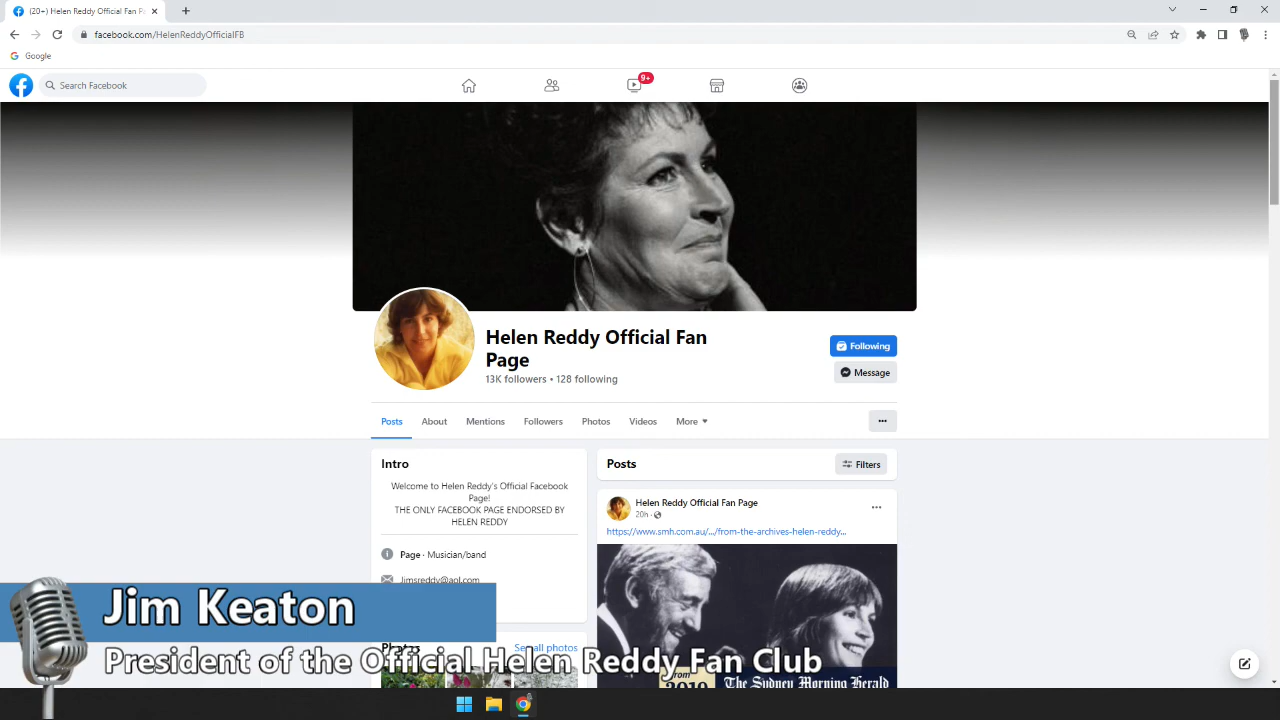 (20+) Helen Reddy Official Fan Pa
facebook.com/HelenReddyOfficialFB
Google
Search Facebook
9+
Helen Reddy Official Fan
Page
13K followers • 128 following
Following
Message
Posts About Mentions Followers Photos Videos More
Intro
Welcome to Helen Reddy's Official Facebook
Page!
THE ONLY FACEBOOK PAGE ENDORSED BY
HELEN REDDY
Page · Musician/band
Jimsreddy@aol.com
Photos
See all photos
Posts
Filters
Helen Reddy Official Fan Page
20h ·
https://www.smh.com.au/.../from-the-archives-helen-reddy...
from
2019
The Sydney Morning Herald
Jim Keaton
President of the Official Helen Reddy Fan Club